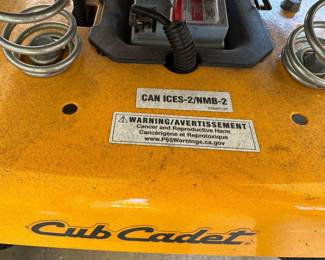 CAN ICES-2/NMB-2
WARNING/AVERTISSEMENT
Cancer and Reproductive Harm
Cancérigène et Reprotoxique
www.P65Warnings.ca.gov
Cub Cadet